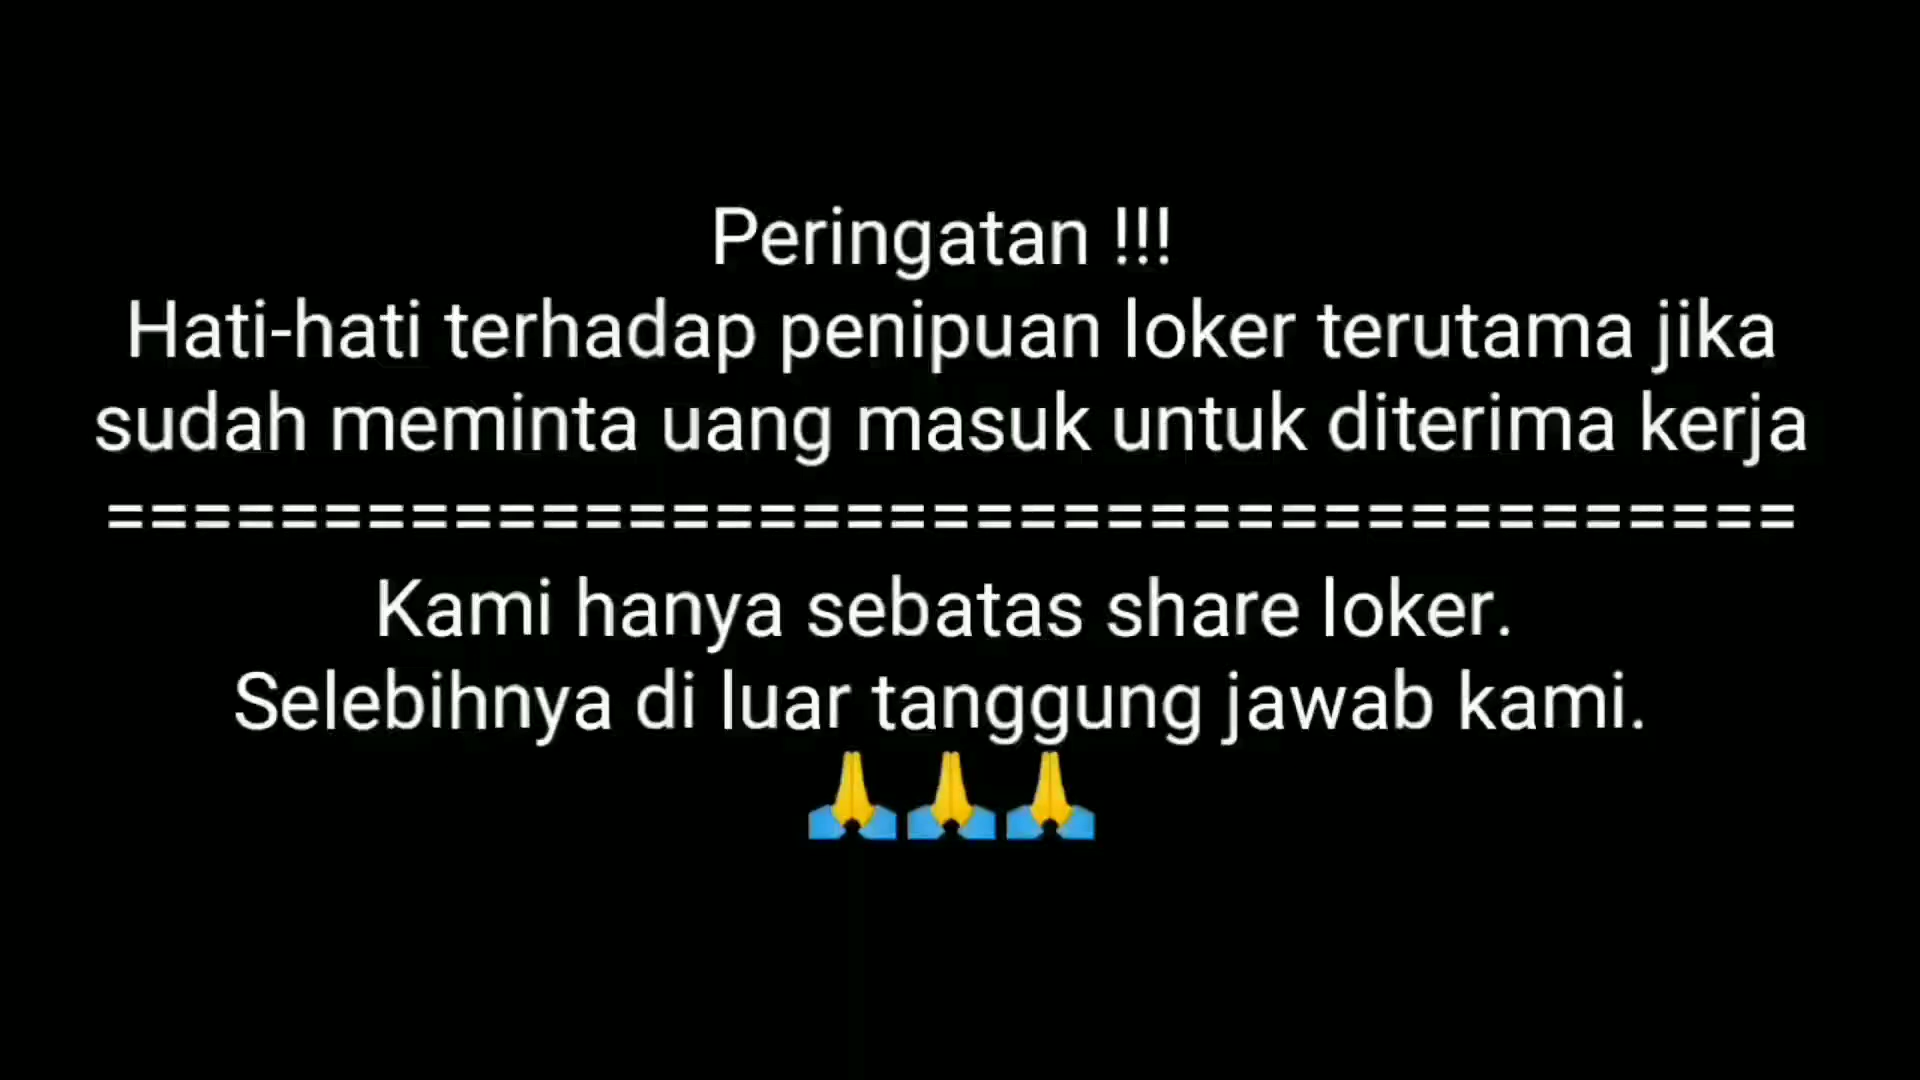 Peringatan !!!
Hati-hati terhadap penipuan loker terutama jika
sudah meminta uang masuk untuk diterima kerja
=======================================
Kami hanya sebatas share loker.
Selebihnya di luar tanggung jawab kami.
🙏🙏🙏